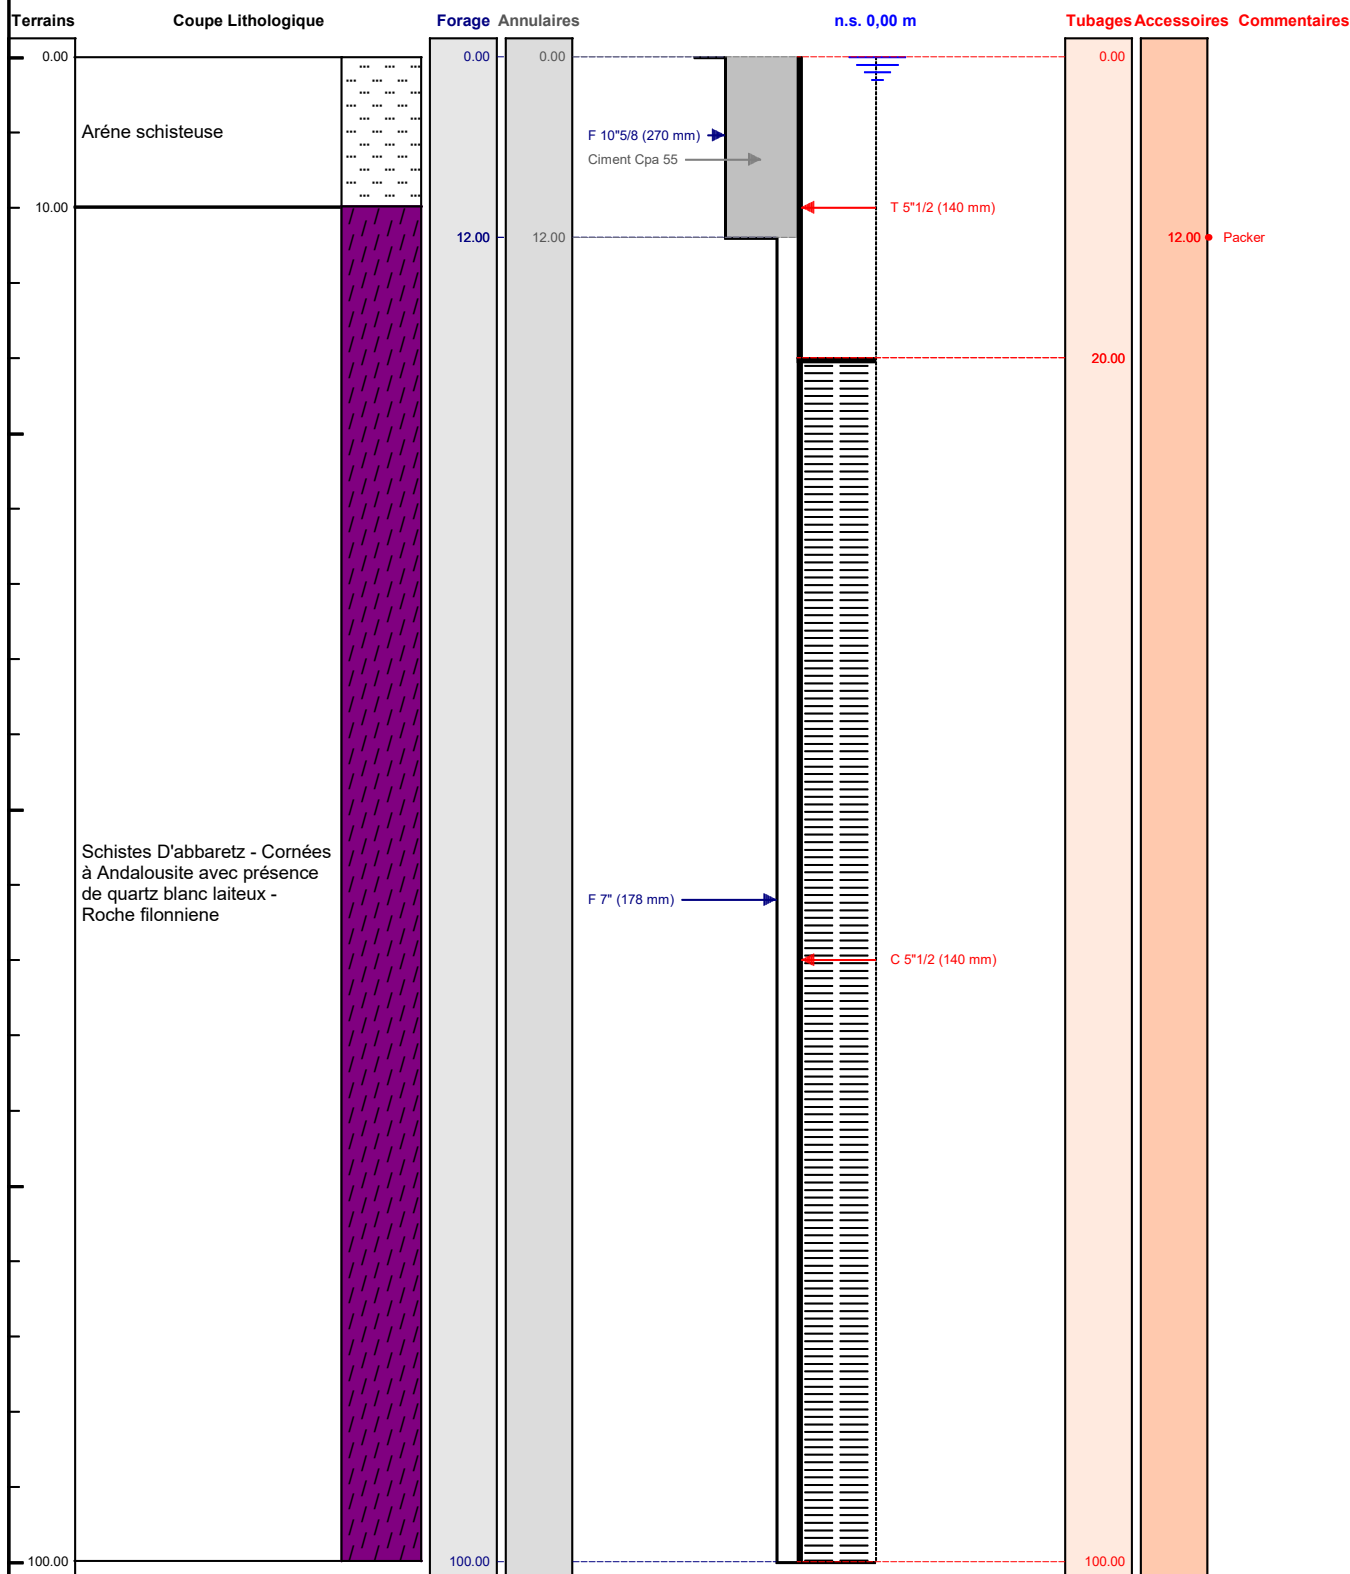 Terrains Coupe Lithologique Forage Annulaires n.s. 0,00 m Tubages Accessoires Commentaires
0.00 0.00 0.00 0.00
Aréne schisteuse
F 10"5/8 (270 mm)
Ciment Cpa 55
10.00 T 5"1/2 (140 mm)
12.00 12.00 12.00 Packer
20.00
Schistes D'abbaretz - Cornées
à Andalousite avec présence
de quartz blanc laiteux -
Roche filonniene
F 7" (178 mm)
C 5"1/2 (140 mm)
100.00 100.00 100.00